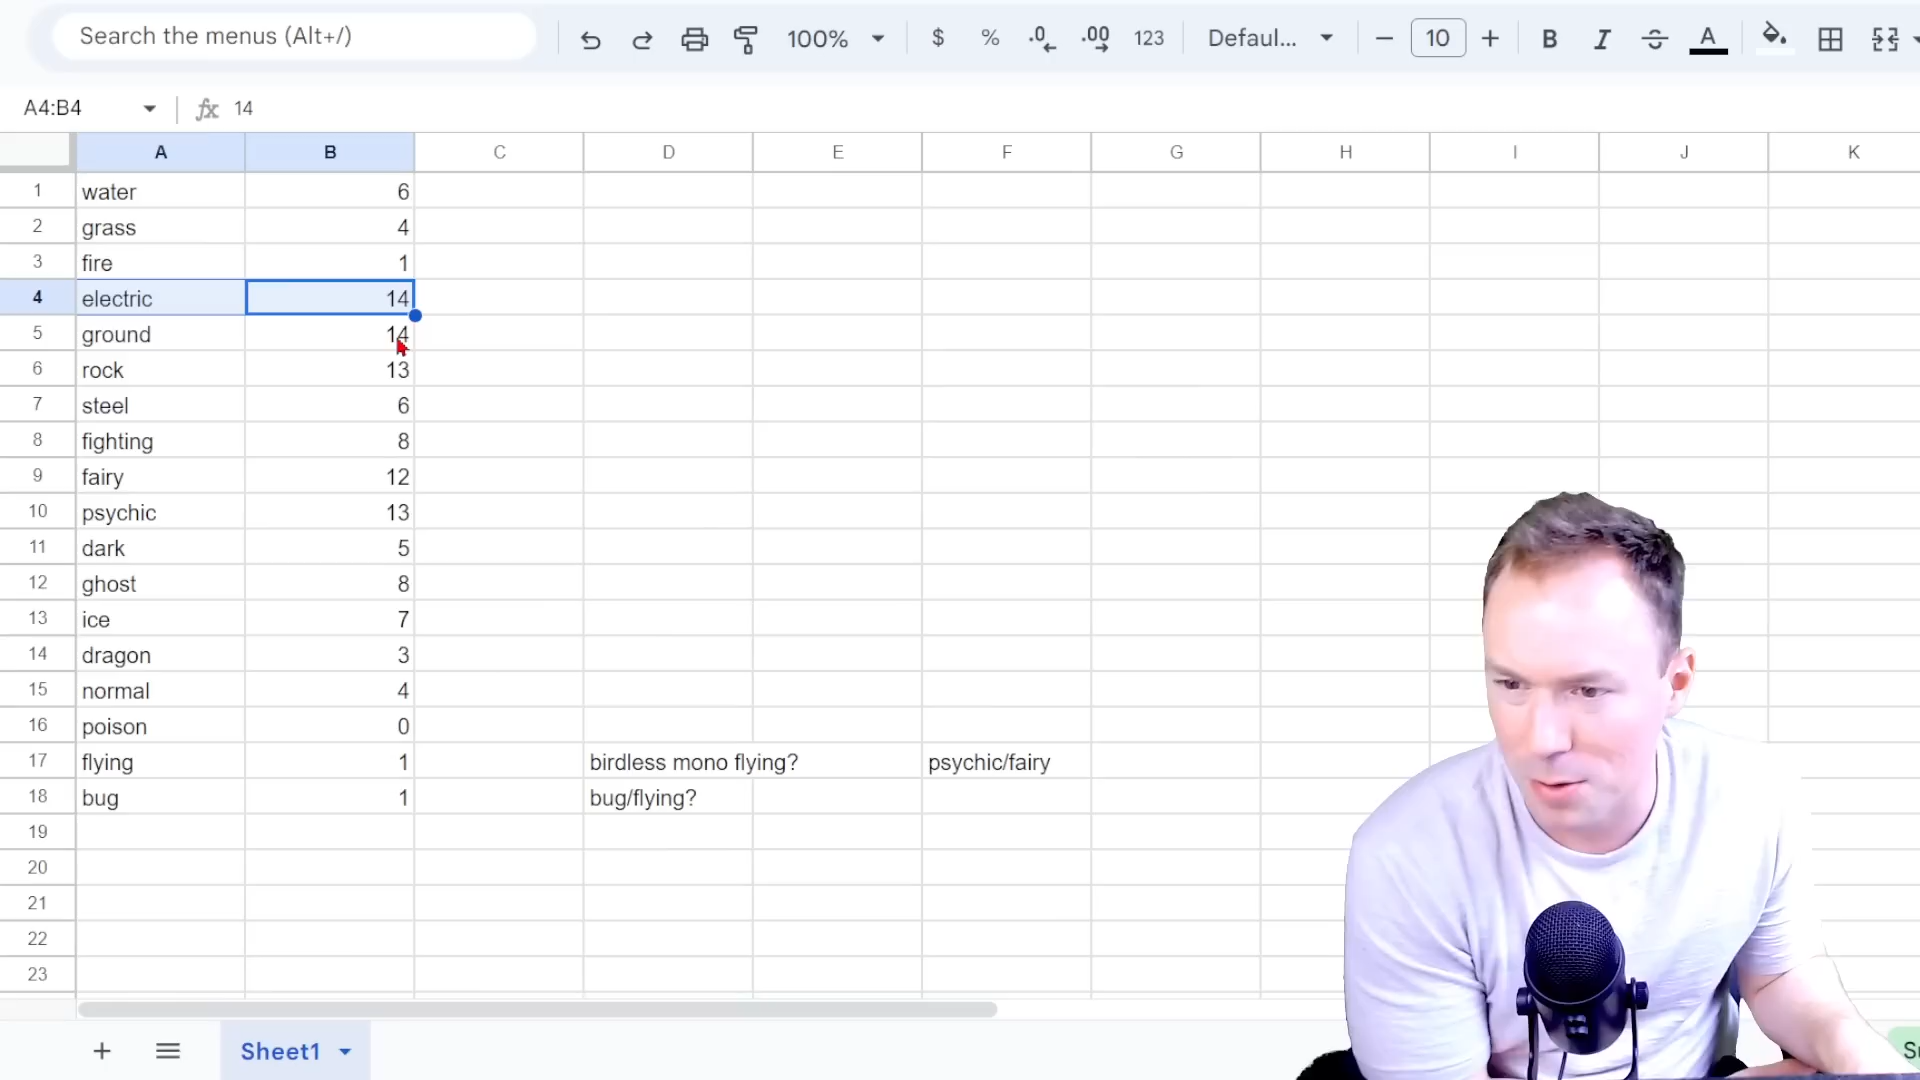 Search the menus (Alt+/)
100%
$
%
.0
.00
123
Defaul...
10
B
I
A
A4:B4
fx
14
A B C D E F G H I J K
1 water 6
2 grass 4
3 fire 1
4 electric 14
5 ground 14
6 rock 13
7 steel 6
8 fighting 8
9 fairy 12
10 psychic 13
11 dark 5
12 ghost 8
13 ice 7
14 dragon 3
15 normal 4
16 poison 0
17 flying 1 birdless mono flying? psychic/fairy
18 bug 1 bug/flying?
19
20
21
22
23
Sheet1